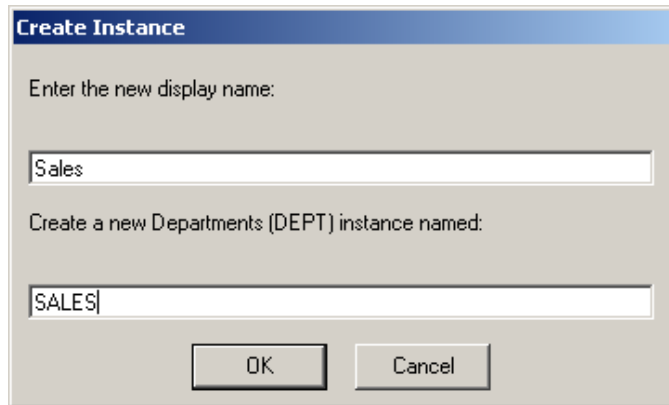 Create Instance
Enter the new display name:
Sales
Create a new Departments (DEPT) instance named:
SALES
OK Cancel